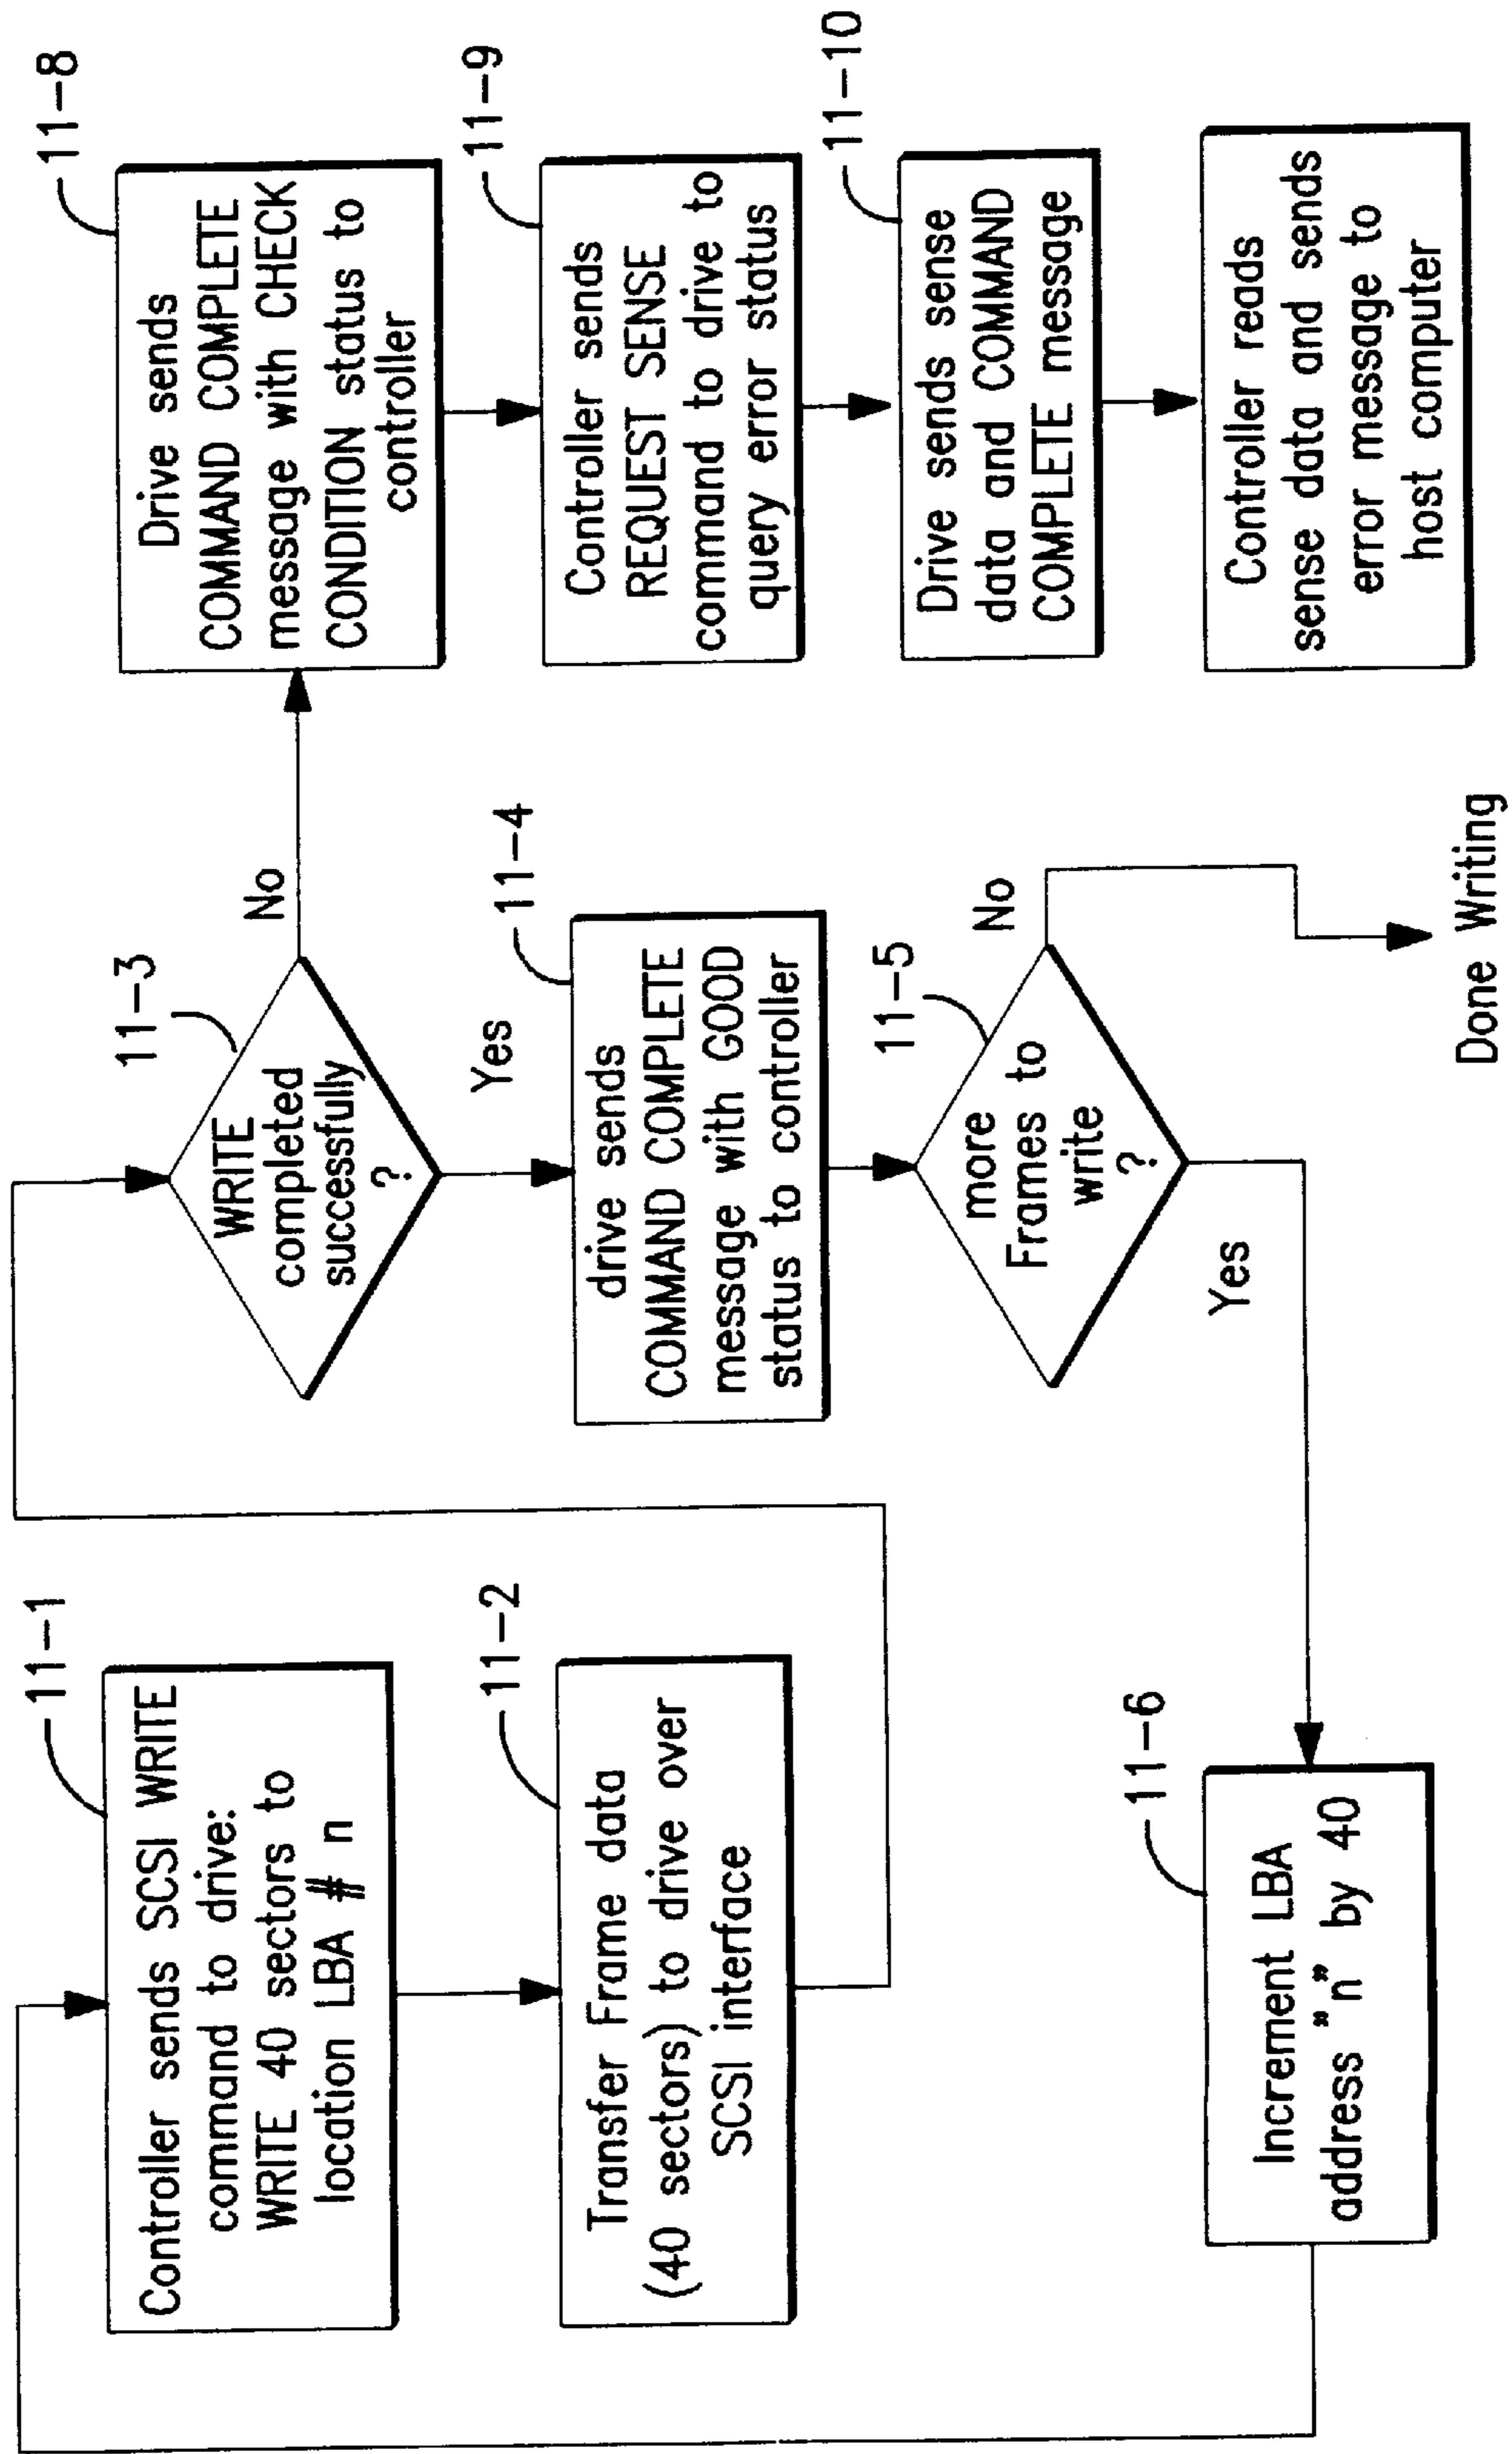 11-1
Controller sends SCSI WRITE
command to drive:
WRITE 40 sectors to
location LBA # n
11-2
Transfer Frame data
(40 sectors) to drive over
SCSI interface
11-3
WRITE
completed
successfully
?
No
Yes
11-4
drive sends
COMMAND COMPLETE
message with GOOD
status to controller
11-5
more
Frames to
write
?
No
Done Writing
Yes
11-6
Increment LBA
address "n" by 40
11-8
Drive sends
COMMAND COMPLETE
message with CHECK
CONDITION status to
controller
11-9
Controller sends
REQUEST SENSE
command to drive to
query error status
11-10
Drive sends sense
data and COMMAND
COMPLETE message
Controller reads
sense data and sends
error message to
host computer